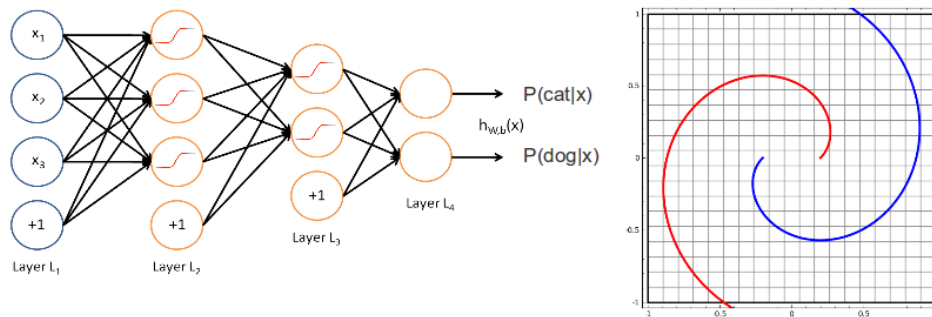 x1
x2
x3
+1
Layer L1
+1
Layer L2
+1
Layer L3
Layer L4
P(cat|x)
hW,b(x)
P(dog|x)
1
0.5
0
-0.5
-1
-1
0.5
0
0.5